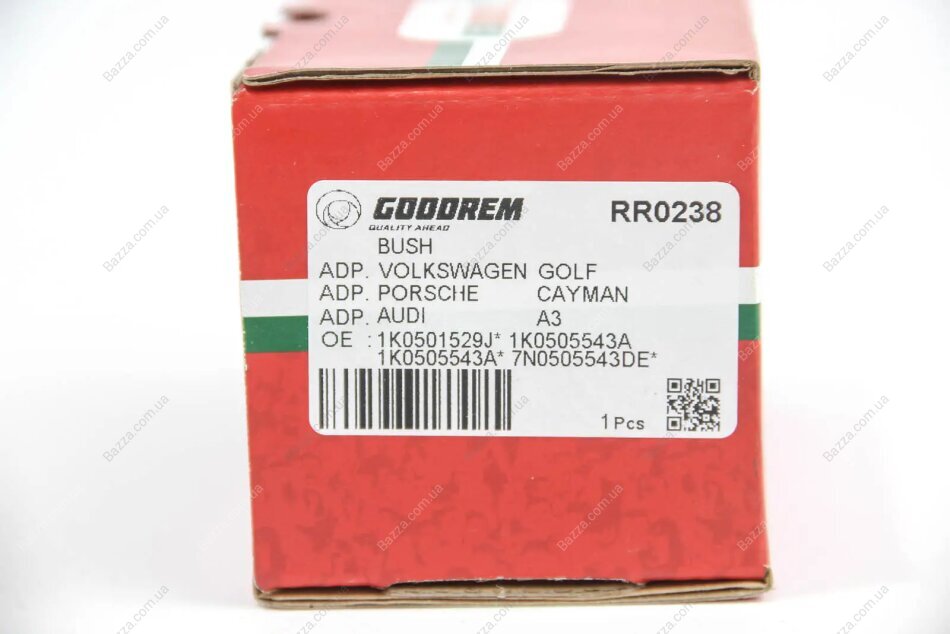 GOODREM RR0238
QUALITY AHEAD
BUSH
ADP. VOLKSWAGEN GOLF
ADP. PORSCHE CAYMAN
ADP. AUDI A3
OE : 1K0501529J* 1K0505543A
1K0505543A* 7N0505543DE*
1 Pcs
Bazza.com.ua